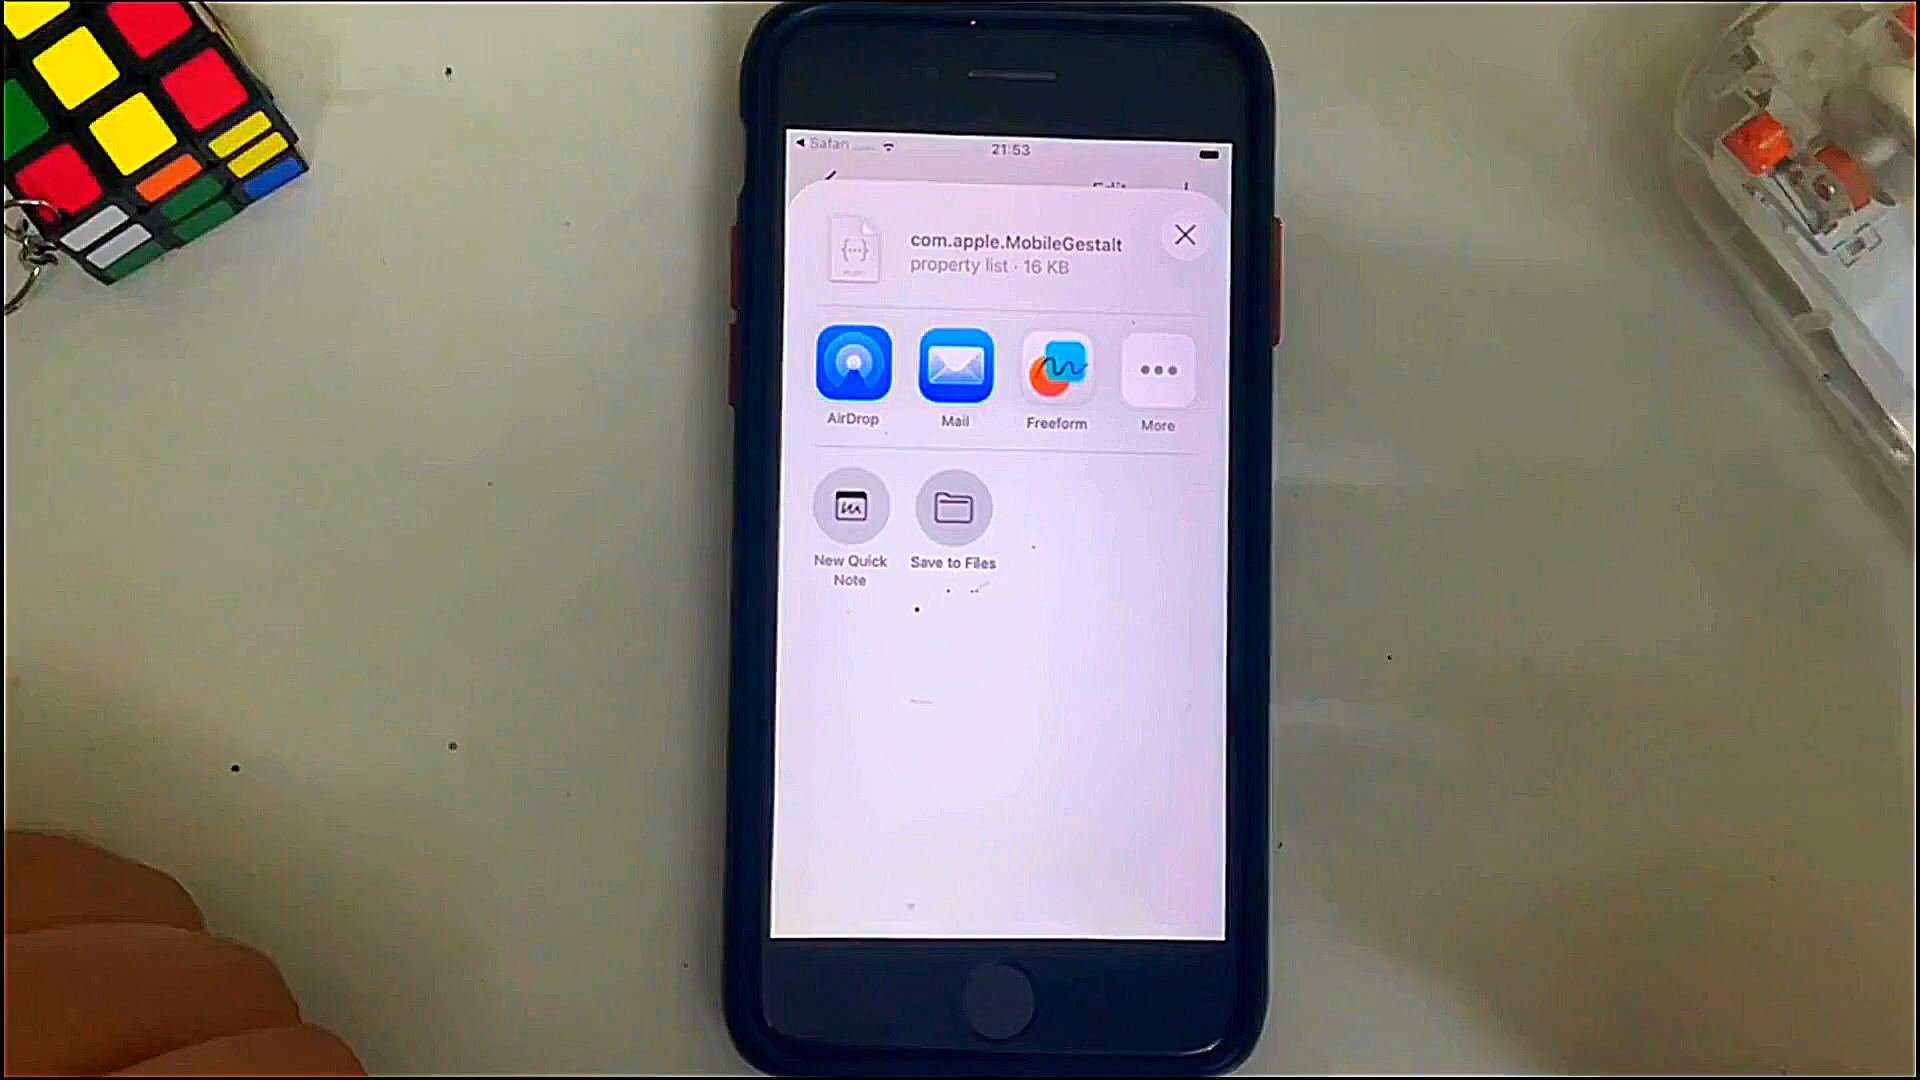 Safari
21:53
Edit
com.apple.MobileGestalt
property list · 16 KB
AirDrop
Mail
Freeform
More
New Quick
Note
Save to Files